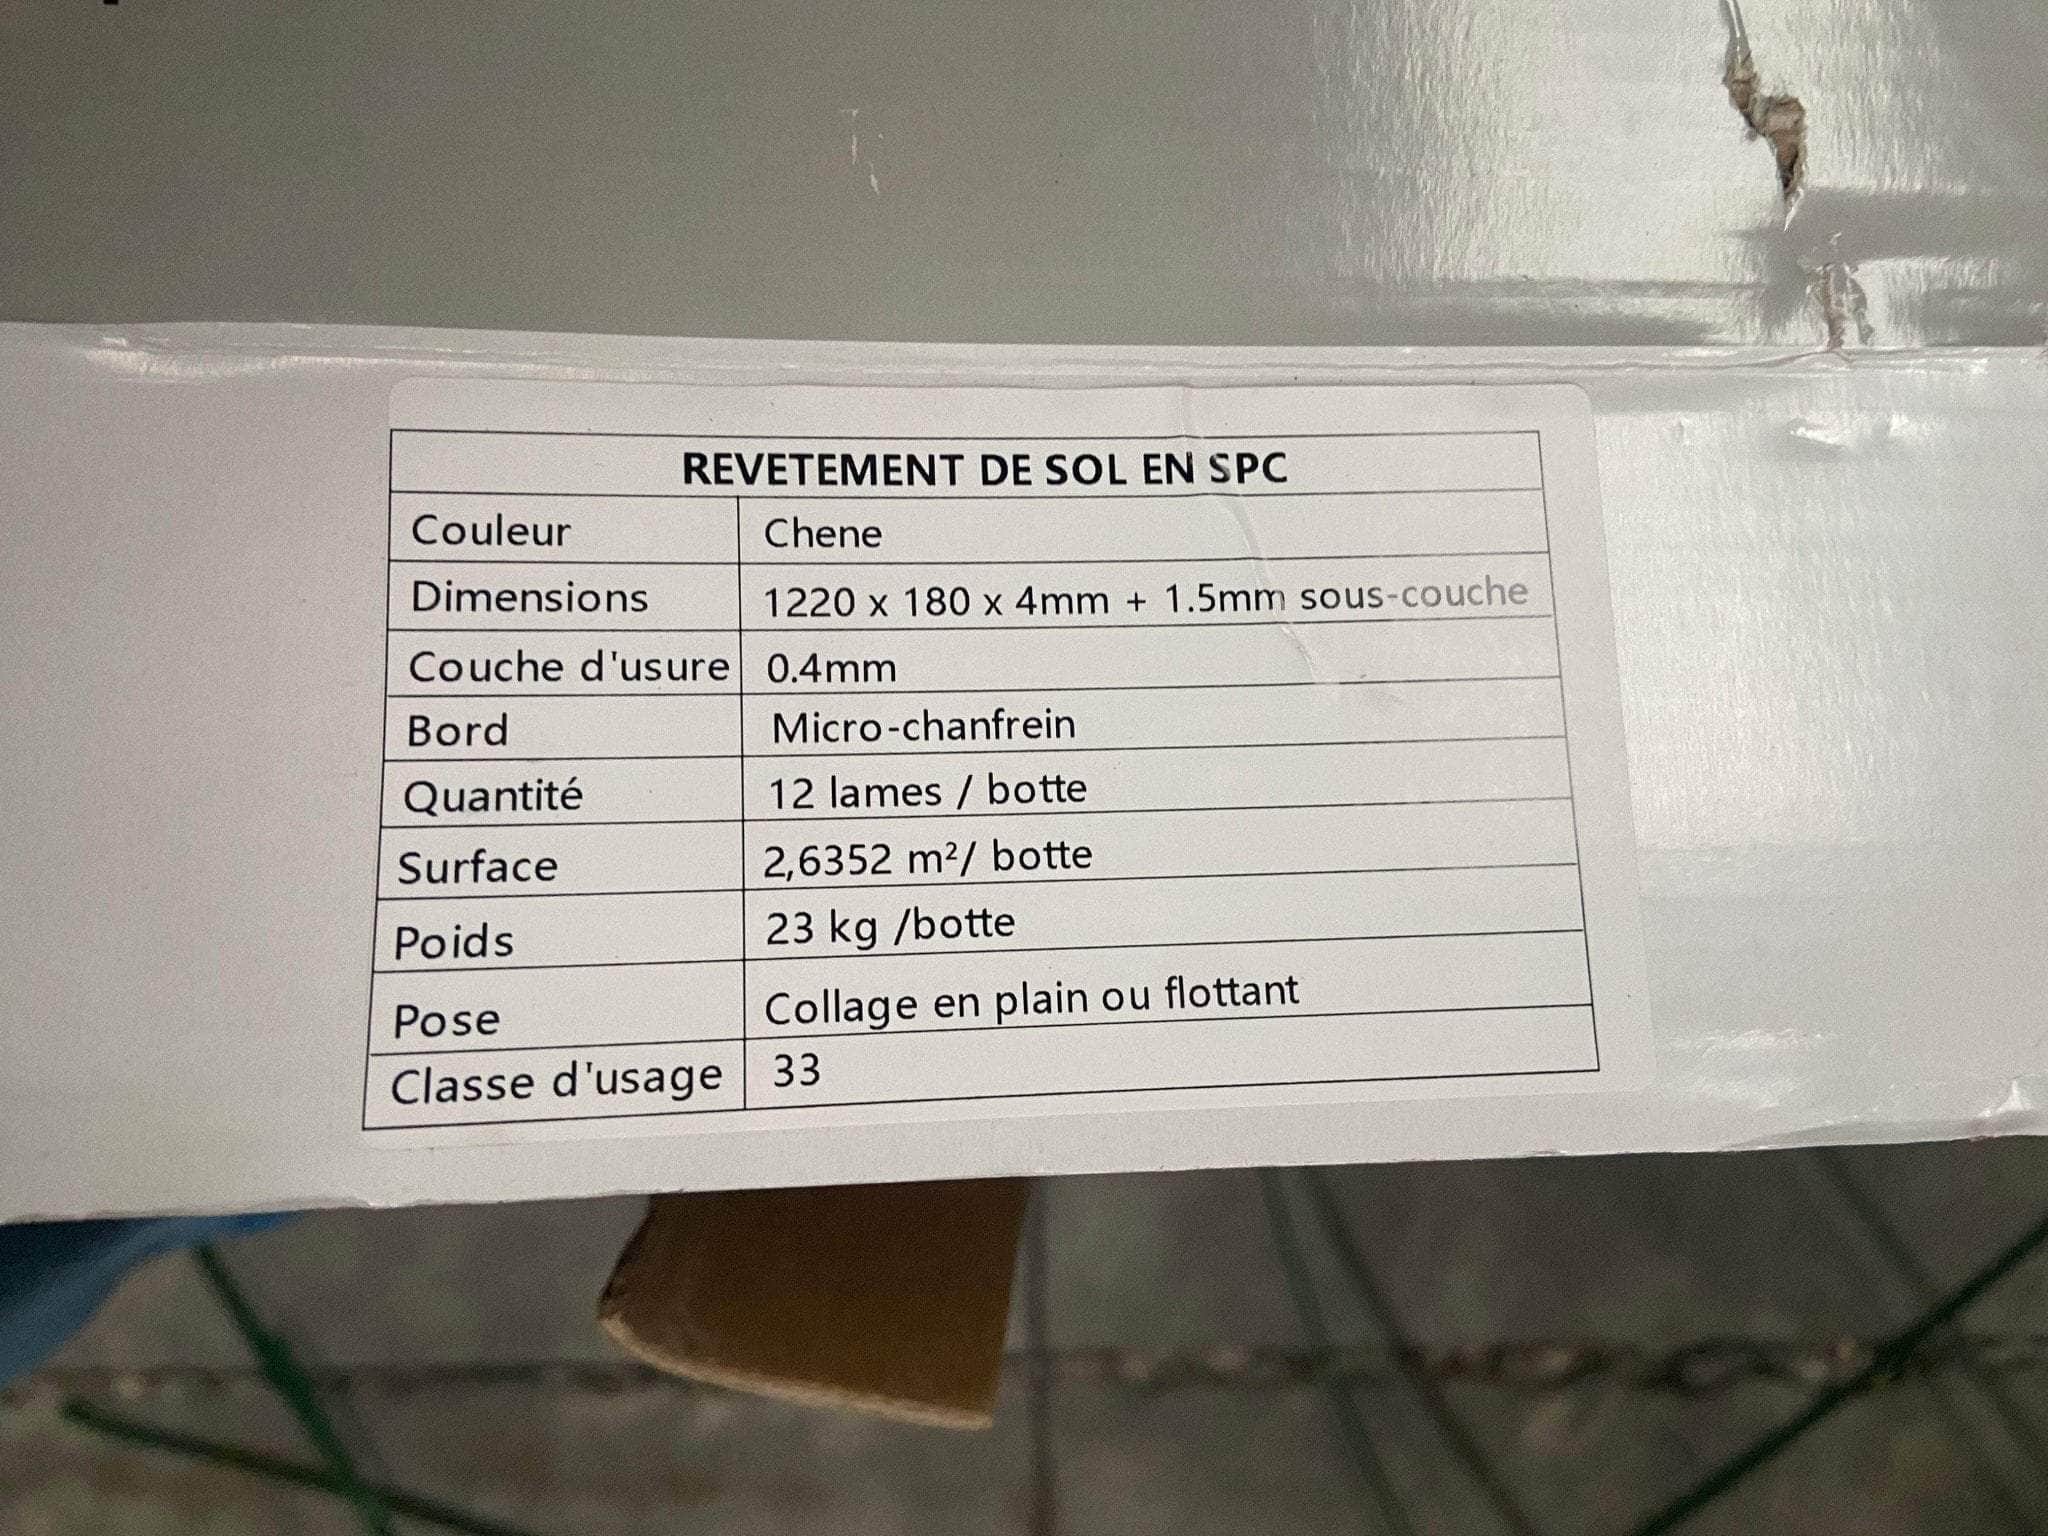 REVETEMENT DE SOL EN SPC
Couleur Chene
Dimensions 1220 x 180 x 4mm + 1.5mm sous-couche
Couche d'usure 0.4mm
Bord Micro-chanfrein
Quantité 12 lames / botte
Surface 2,6352 m²/ botte
Poids 23 kg /botte
Pose Collage en plain ou flottant
Classe d'usage 33